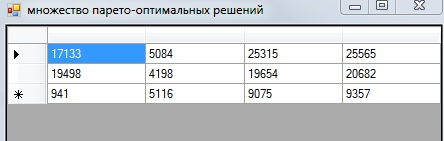 множество парето-оптимальных решений
17133 5084 25315 25565
19498 4198 19654 20682
941 5116 9075 9357